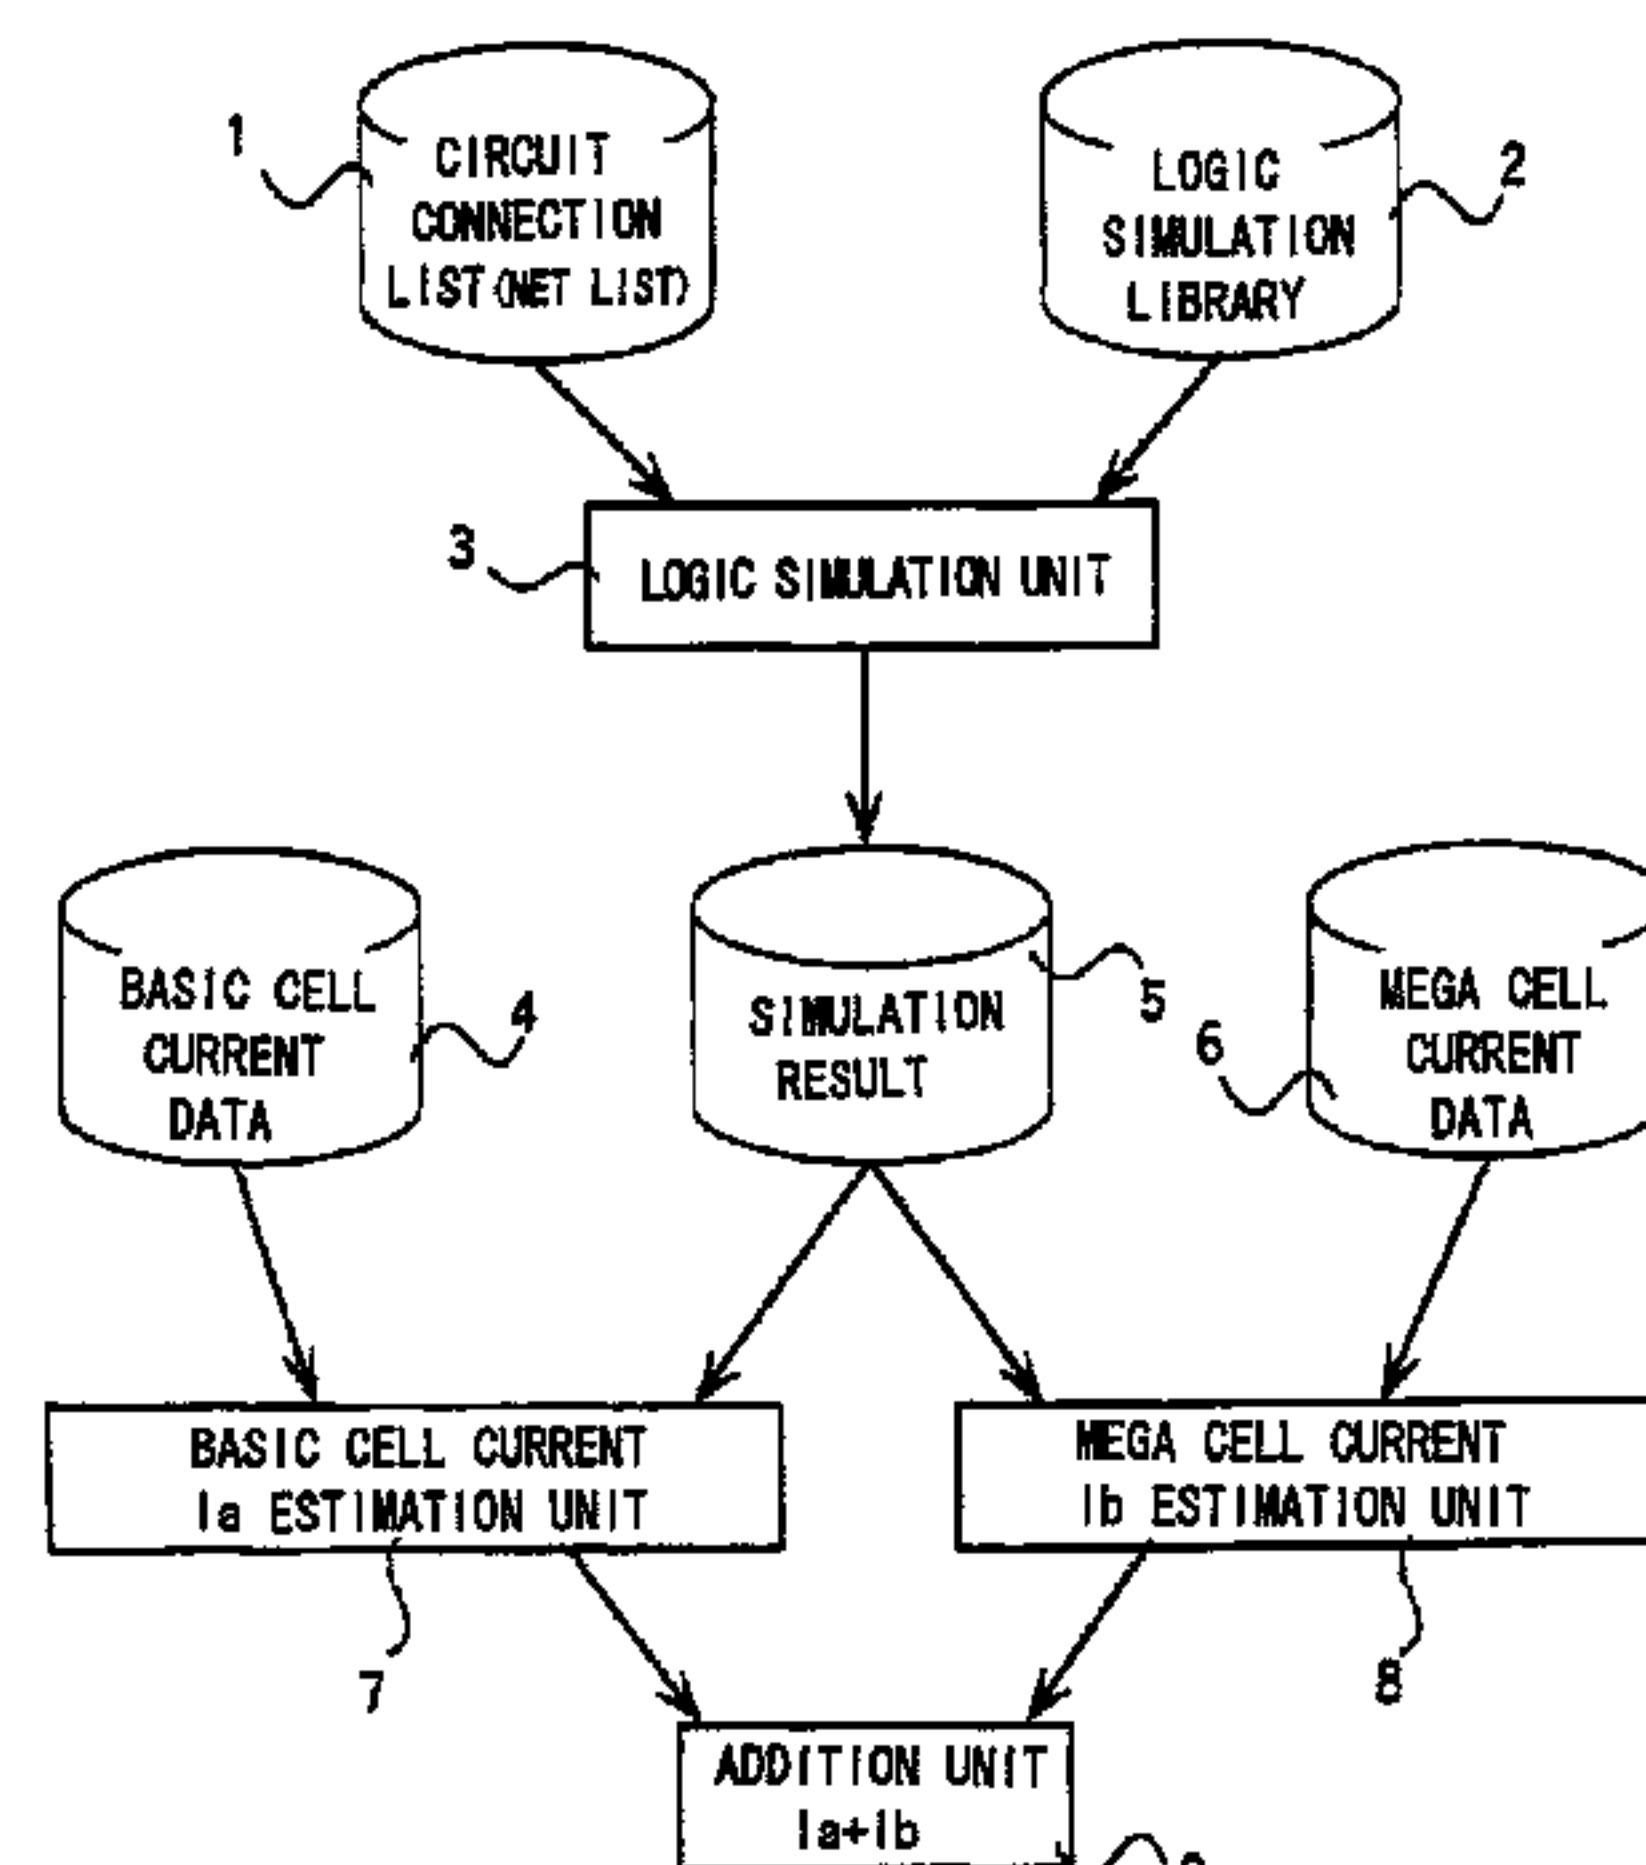 1
CIRCUIT
CONNECTION
LIST(NET LIST)
LOGIC
SIMULATION
LIBRARY
2
3
LOGIC SIMULATION UNIT
BASIC CELL
CURRENT
DATA
4
SIMULATION
RESULT
5
6
MEGA CELL
CURRENT
DATA
BASIC CELL CURRENT
Ia ESTIMATION UNIT
MEGA CELL CURRENT
Ib ESTIMATION UNIT
7
8
ADDITION UNIT
Ia+Ib